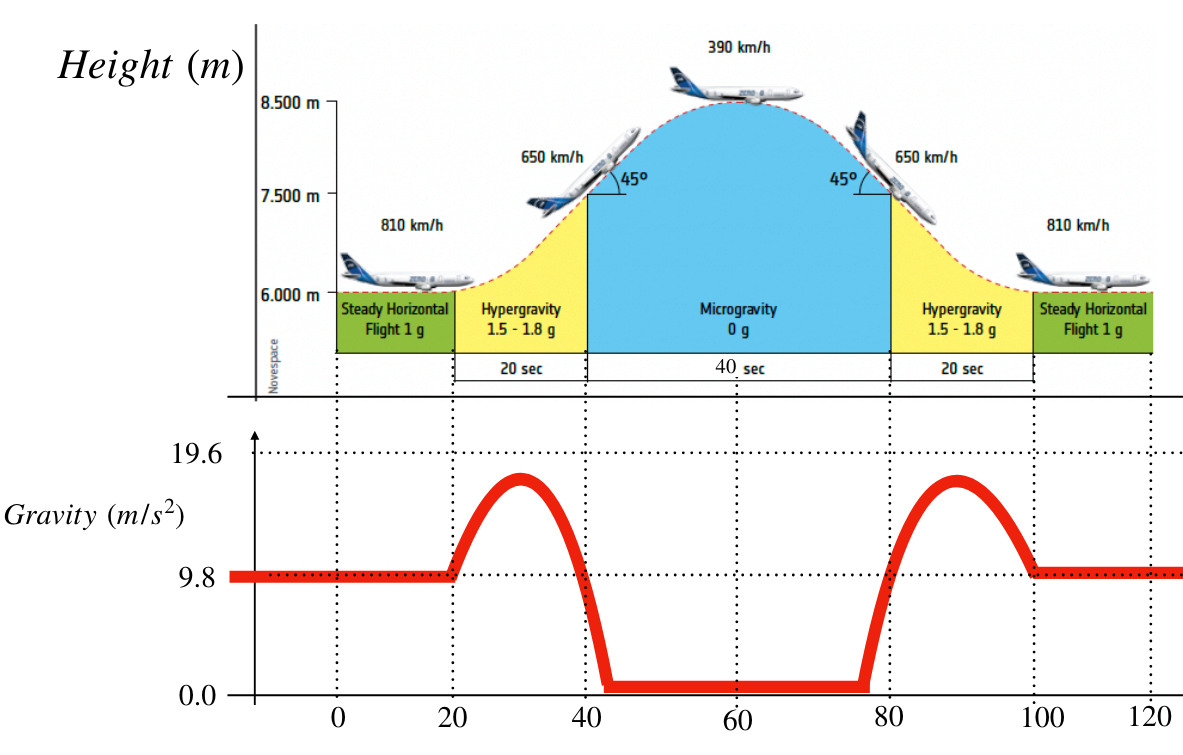 Height (m)
390 km/h
8.500 m
650 km/h
650 km/h
45º
45º
7.500 m
810 km/h
810 km/h
6.000 m
Steady Horizontal
Flight 1 g
Hypergravity
1.5 - 1.8 g
Microgravity
0 g
Hypergravity
1.5 - 1.8 g
Steady Horizontal
Flight 1 g
Novespace
20 sec
40 sec
20 sec
19.6
Gravity (m/s²)
9.8
0.0
0 20 40 60 80 100 120